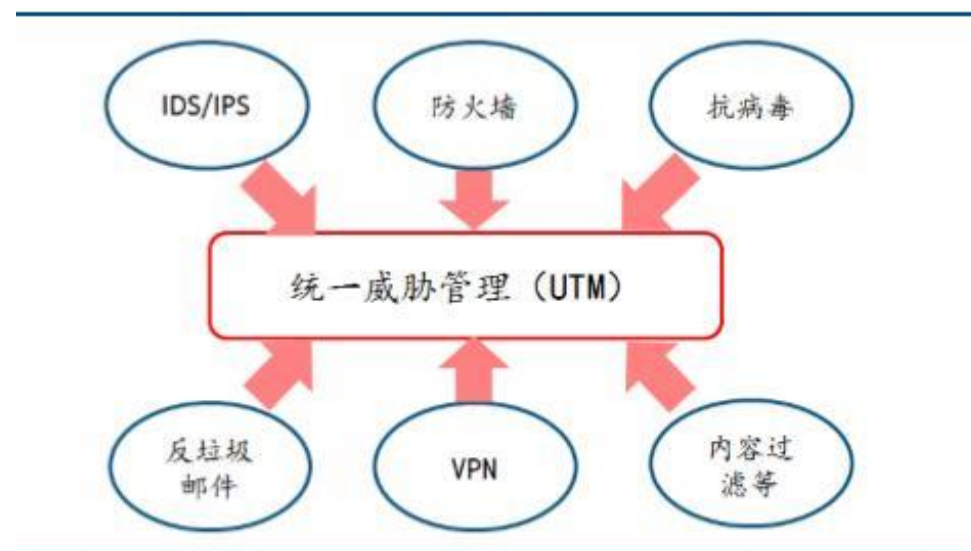 IDS/IPS
防火墙
抗病毒
统一威胁管理（UTM）
反垃圾
邮件
VPN
内容过
滤等